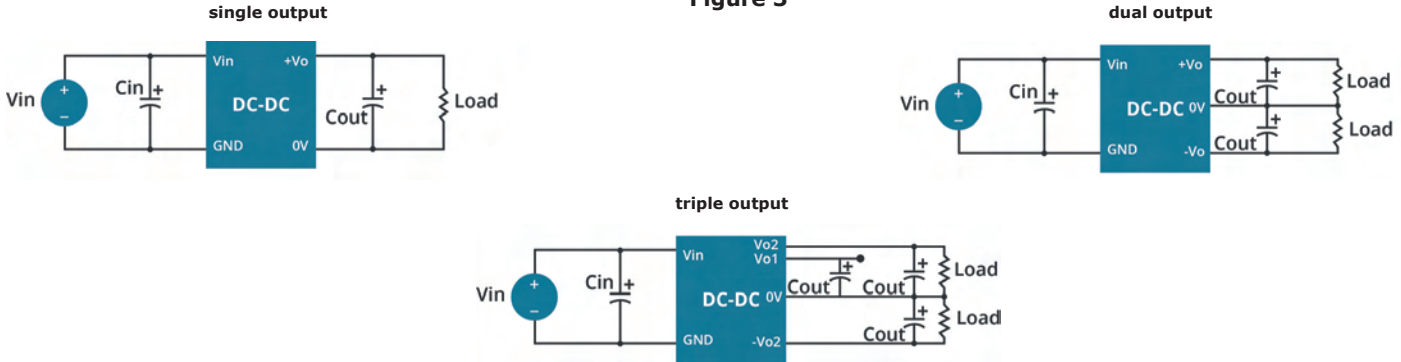 Figure 3
single output
Vin
+
−
Cin
+
Vin
+Vo
DC-DC
GND
0V
+
Cout
Load
dual output
Vin
+
−
Cin
+
Vin
+Vo
DC-DC
0V
GND
-Vo
+
Cout
Load
+
Cout
Load
triple output
Vin
+
−
Cin
+
Vin
Vo2
Vo1
DC-DC
0V
GND
-Vo2
+
Cout
+
Cout
Load
+
Cout
Load